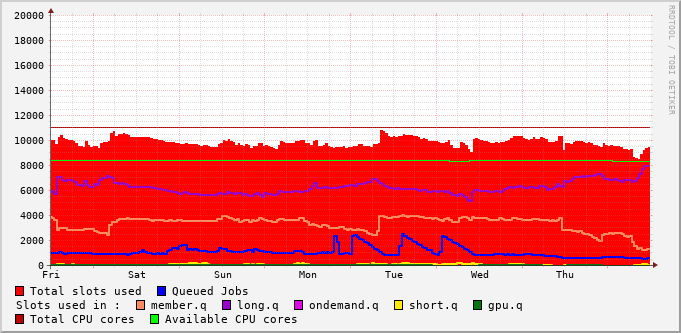 20000
18000
16000
14000
12000
10000
8000
6000
4000
2000
0
Fri Sat Sun Mon Tue Wed Thu
RRDTOOL / TOBI OETIKER
Total slots used Queued Jobs
Slots used in : member.q long.q ondemand.q short.q gpu.q
Total CPU cores Available CPU cores